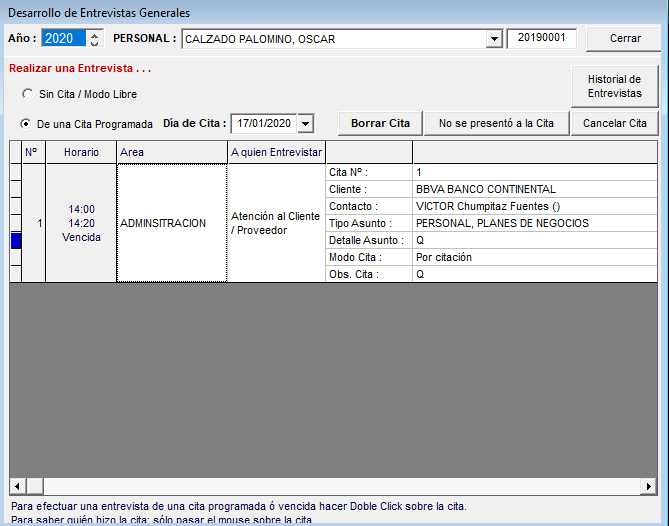 Desarrollo de Entrevistas Generales
Año : 2020 PERSONAL : CALZADO PALOMINO, OSCAR 20190001 Cerrar
Realizar una Entrevista . . .
Historial de
Entrevistas
Sin Cita / Modo Libre
De una Cita Programada Día de Cita : 17/01/2020 Borrar Cita No se presentó a la Cita Cancelar Cita
Nº Horario Area A quien Entrevistar
1
14:00
14:20
Vencida
ADMINSITRACION
Atención al Cliente
/ Proveedor
Cita Nº : 1
Cliente : BBVA BANCO CONTINENTAL
Contacto : VICTOR Chumpitaz Fuentes ()
Tipo Asunto : PERSONAL, PLANES DE NEGOCIOS
Detalle Asunto : Q
Modo Cita : Por citación
Obs. Cita : Q
Para efectuar una entrevista de una cita programada ó vencida hacer Doble Click sobre la cita.
Para saber quién hizo la cita: sólo pasar el mouse sobre la cita